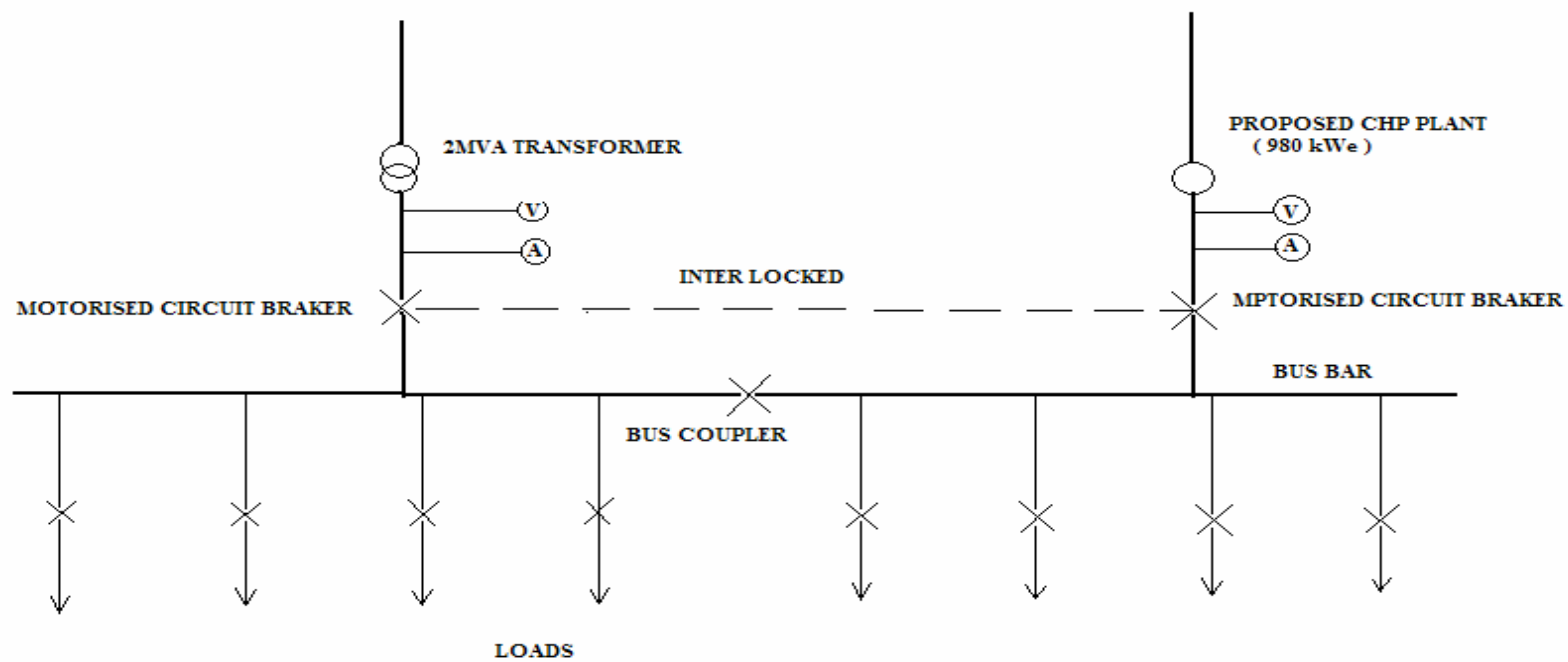 PROPOSED CHP PLANT
( 980 kWe )
2MVA TRANSFORMER
V
V
A
A
INTER LOCKED
MOTORISED CIRCUIT BRAKER
MPTORISED CIRCUIT BRAKER
BUS BAR
BUS COUPLER
LOADS